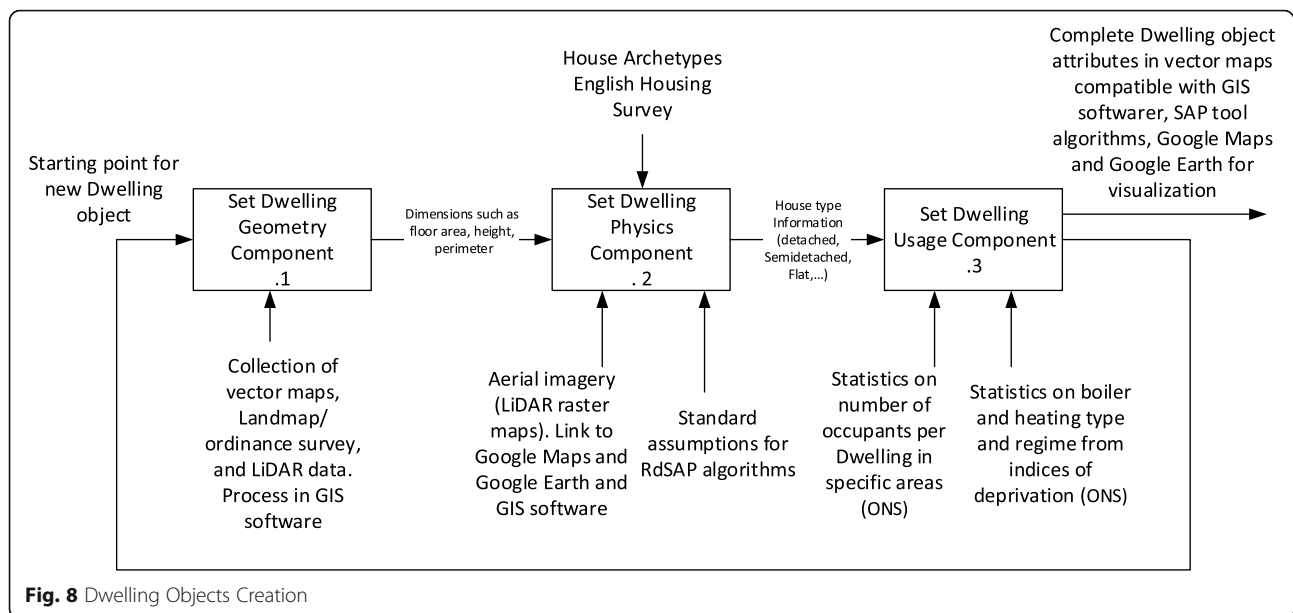 Starting point for
new Dwelling
object
Set Dwelling
Geometry
Component
.1
Collection of
vector maps,
Landmap/
ordinance survey,
and LiDAR data.
Process in GIS
software
Dimensions such as
floor area, height,
perimeter
House Archetypes
English Housing
Survey
Set Dwelling
Physics
Component
. 2
Aerial imagery
(LiDAR raster
maps). Link to
Google Maps and
Google Earth and
GIS software
Standard
assumptions for
RdSAP algorithms
House type
Information
(detached,
Semidetached,
Flat,...)
Set Dwelling
Usage Component
.3
Statistics on
number of
occupants per
Dwelling in
specific areas
(ONS)
Statistics on boiler
and heating type
and regime from
indices of
deprivation (ONS)
Complete Dwelling object
attributes in vector maps
compatible with GIS
softwarer, SAP tool
algorithms, Google Maps
and Google Earth for
visualization
Fig. 8 Dwelling Objects Creation